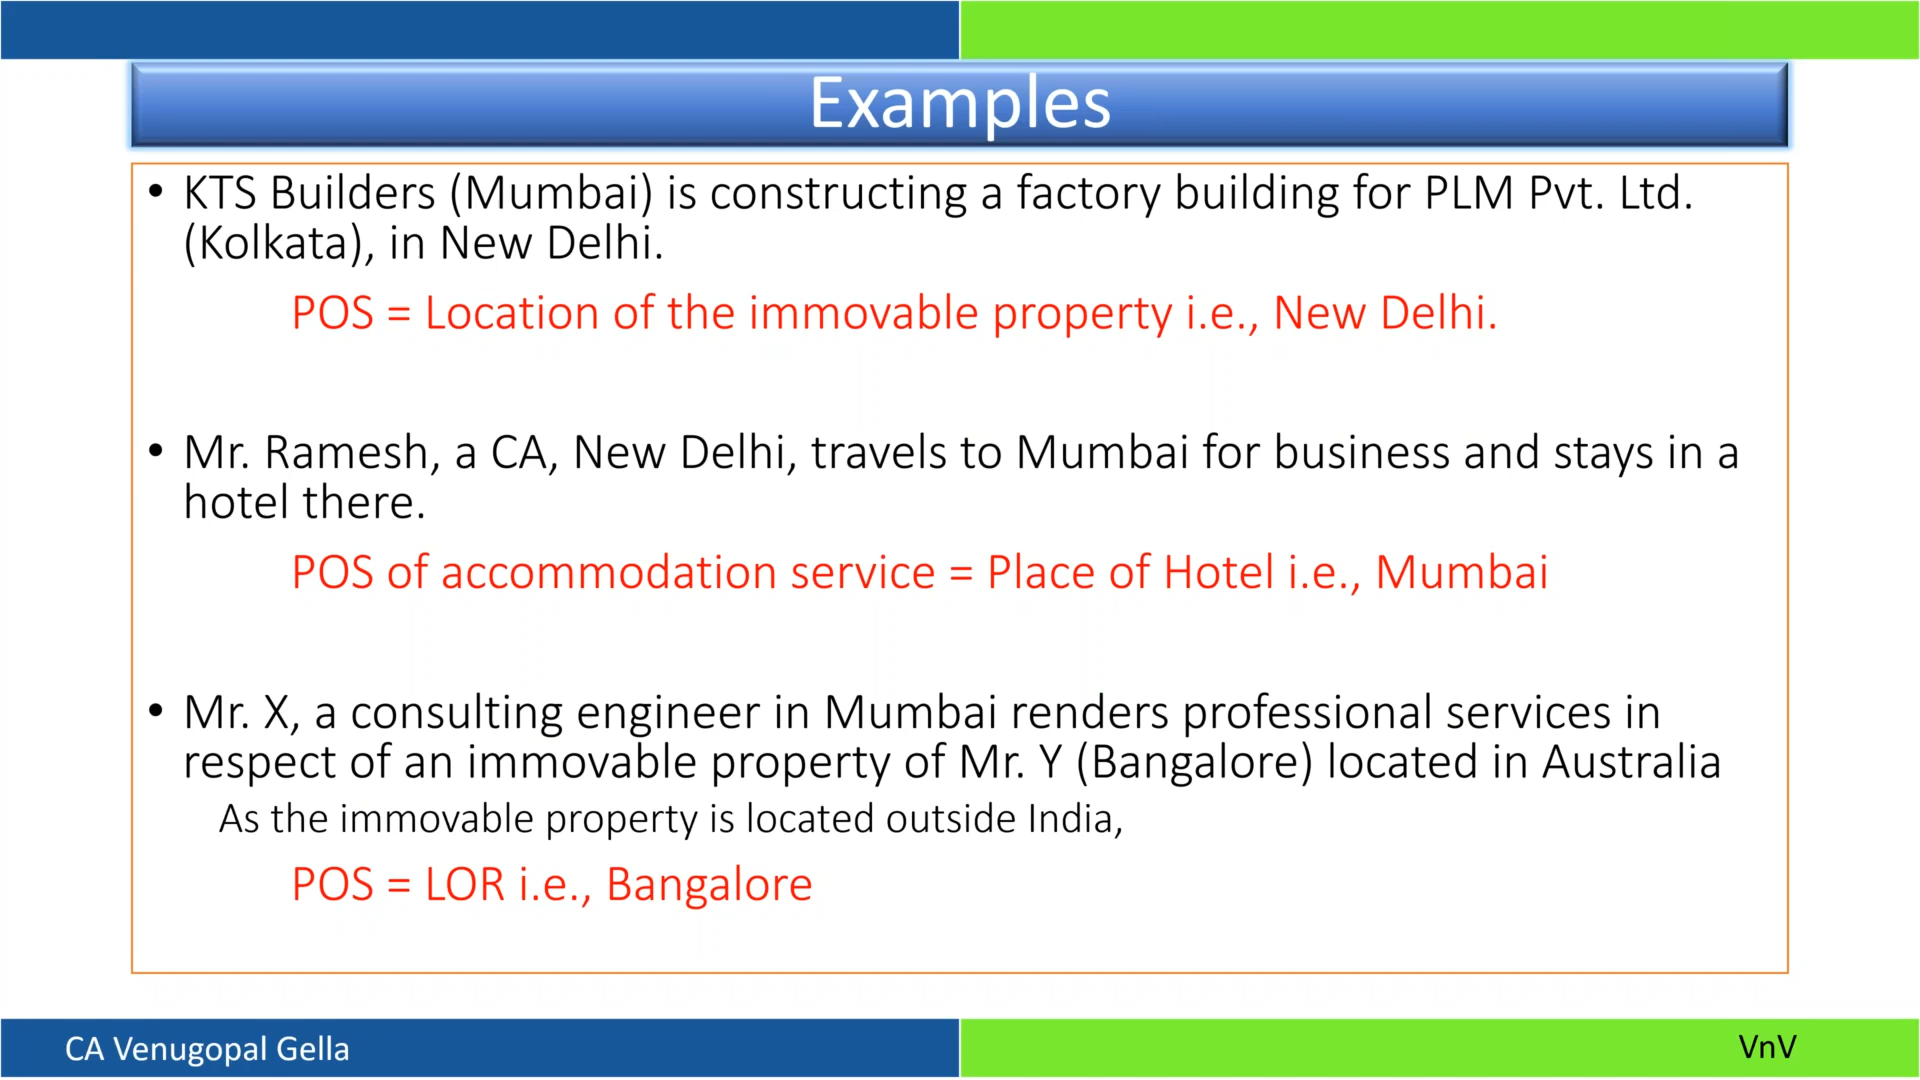 Examples
• KTS Builders (Mumbai) is constructing a factory building for PLM Pvt. Ltd.
(Kolkata), in New Delhi.
POS = Location of the immovable property i.e., New Delhi.
• Mr. Ramesh, a CA, New Delhi, travels to Mumbai for business and stays in a
hotel there.
POS of accommodation service = Place of Hotel i.e., Mumbai
• Mr. X, a consulting engineer in Mumbai renders professional services in
respect of an immovable property of Mr. Y (Bangalore) located in Australia
As the immovable property is located outside India,
POS = LOR i.e., Bangalore
CA Venugopal Gella
VnV